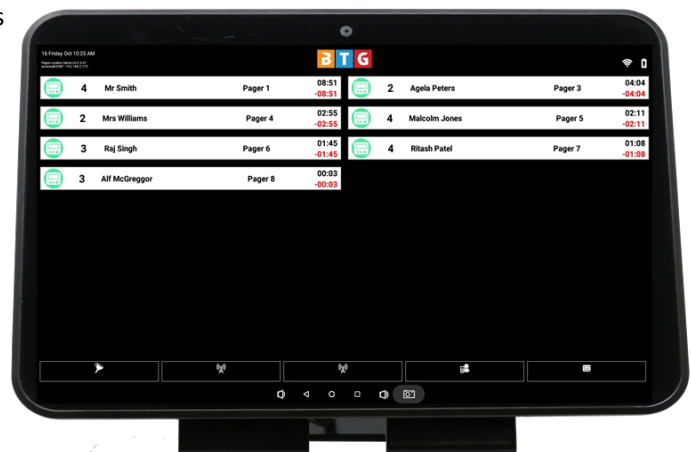 S
16 Friday Oct 10:25 AM
BTG
4 Mr Smith Pager 1 08:51
-08:51
2 Agela Peters Pager 3 04:04
-04:04
2 Mrs Williams Pager 4 02:55
-02:55
4 Malcolm Jones Pager 5 02:11
-02:11
3 Raj Singh Pager 6 01:45
-01:45
4 Ritash Patel Pager 7 01:08
-01:08
3 Alf McGreggor Pager 8 00:03
-00:03